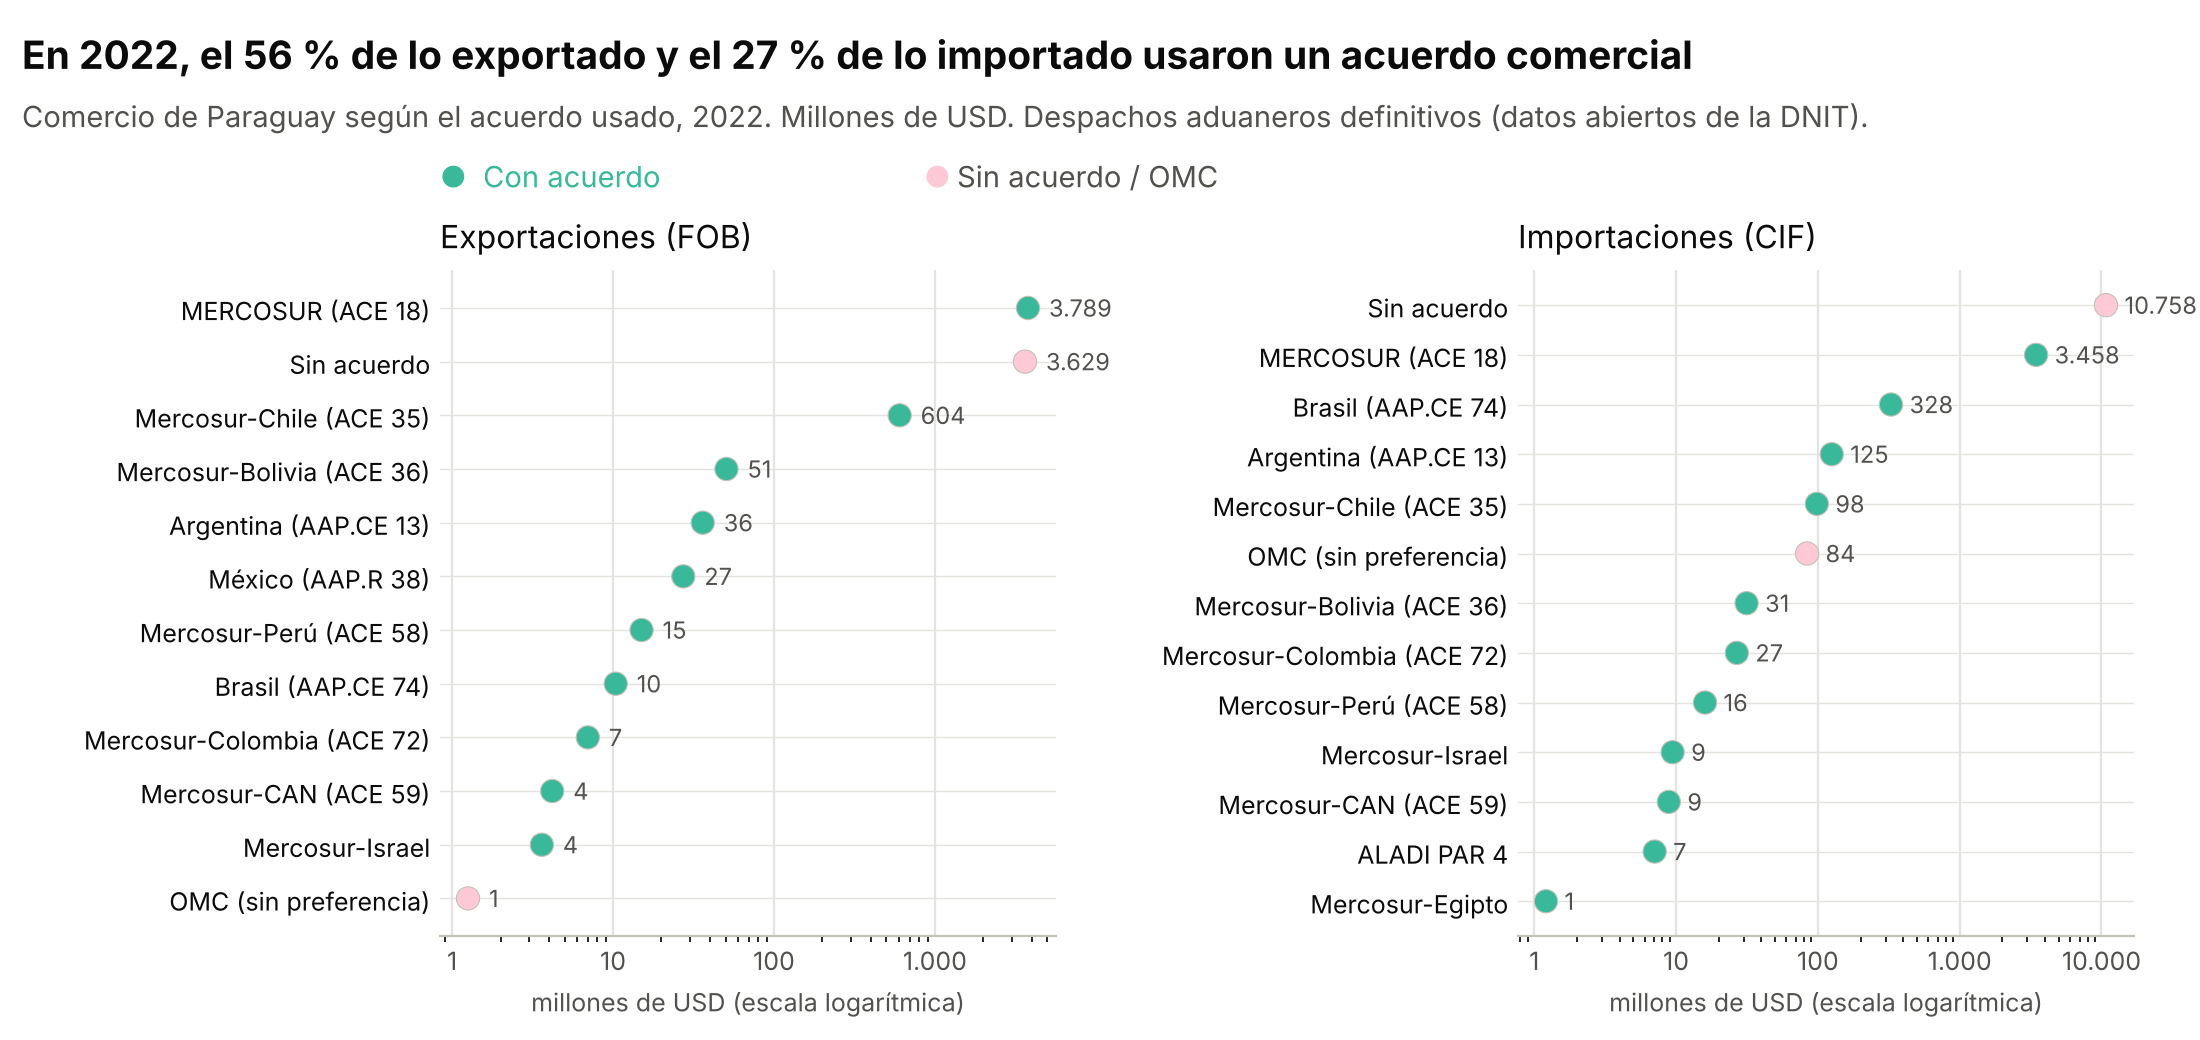 En 2022, el 56 % de lo exportado y el 27 % de lo importado usaron un acuerdo comercial
Comercio de Paraguay según el acuerdo usado, 2022. Millones de USD. Despachos aduaneros definitivos (datos abiertos de la DNIT).
Con acuerdo
Sin acuerdo / OMC
Exportaciones (FOB)
MERCOSUR (ACE 18) 3.789
Sin acuerdo 3.629
Mercosur-Chile (ACE 35) 604
Mercosur-Bolivia (ACE 36) 51
Argentina (AAP.CE 13) 36
México (AAP.R 38) 27
Mercosur-Perú (ACE 58) 15
Brasil (AAP.CE 74) 10
Mercosur-Colombia (ACE 72) 7
Mercosur-CAN (ACE 59) 4
Mercosur-Israel 4
OMC (sin preferencia) 1
1 10 100 1.000
millones de USD (escala logarítmica)
Importaciones (CIF)
Sin acuerdo 10.758
MERCOSUR (ACE 18) 3.458
Brasil (AAP.CE 74) 328
Argentina (AAP.CE 13) 125
Mercosur-Chile (ACE 35) 98
OMC (sin preferencia) 84
Mercosur-Bolivia (ACE 36) 31
Mercosur-Colombia (ACE 72) 27
Mercosur-Perú (ACE 58) 16
Mercosur-Israel 9
Mercosur-CAN (ACE 59) 9
ALADI PAR 4 7
Mercosur-Egipto 1
1 10 100 1.000 10.000
millones de USD (escala logarítmica)